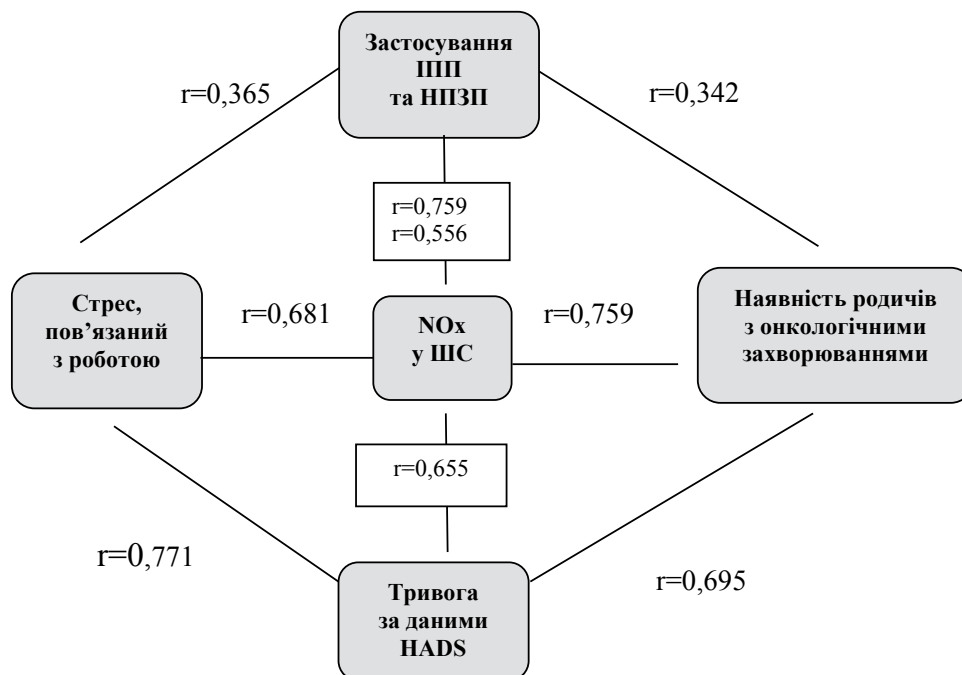 Застосування
ІПП
та НПЗП
r=0,365
r=0,342
r=0,759
r=0,556
Стрес,
пов’язаний
з роботою
r=0,681
NOx
у ШС
r=0,759
Наявність родичів
з онкологічними
захворюваннями
r=0,655
r=0,771
Тривога
за даними
HADS
r=0,695